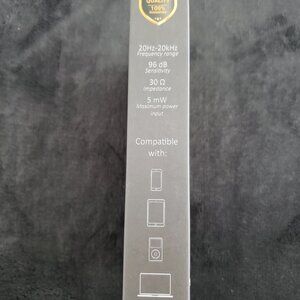 QUALITY
100%
20Hz-20kHz
Frequency range
96 dB
Sensitivity
30 Ω
Impedance
5 mW
Maximum power
input
Compatible
with: